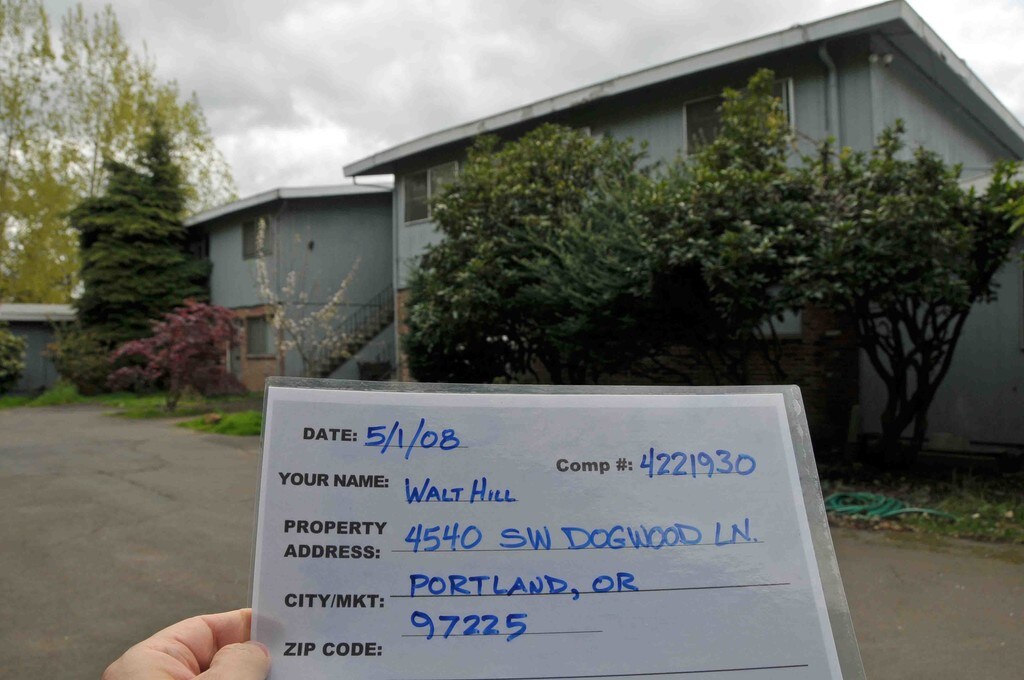 DATE: 5/1/08
Comp #: 4221930
YOUR NAME: WALT HILL
PROPERTY
ADDRESS: 4540 SW DOGWOOD LN.
CITY/MKT: PORTLAND, OR
97225
ZIP CODE: